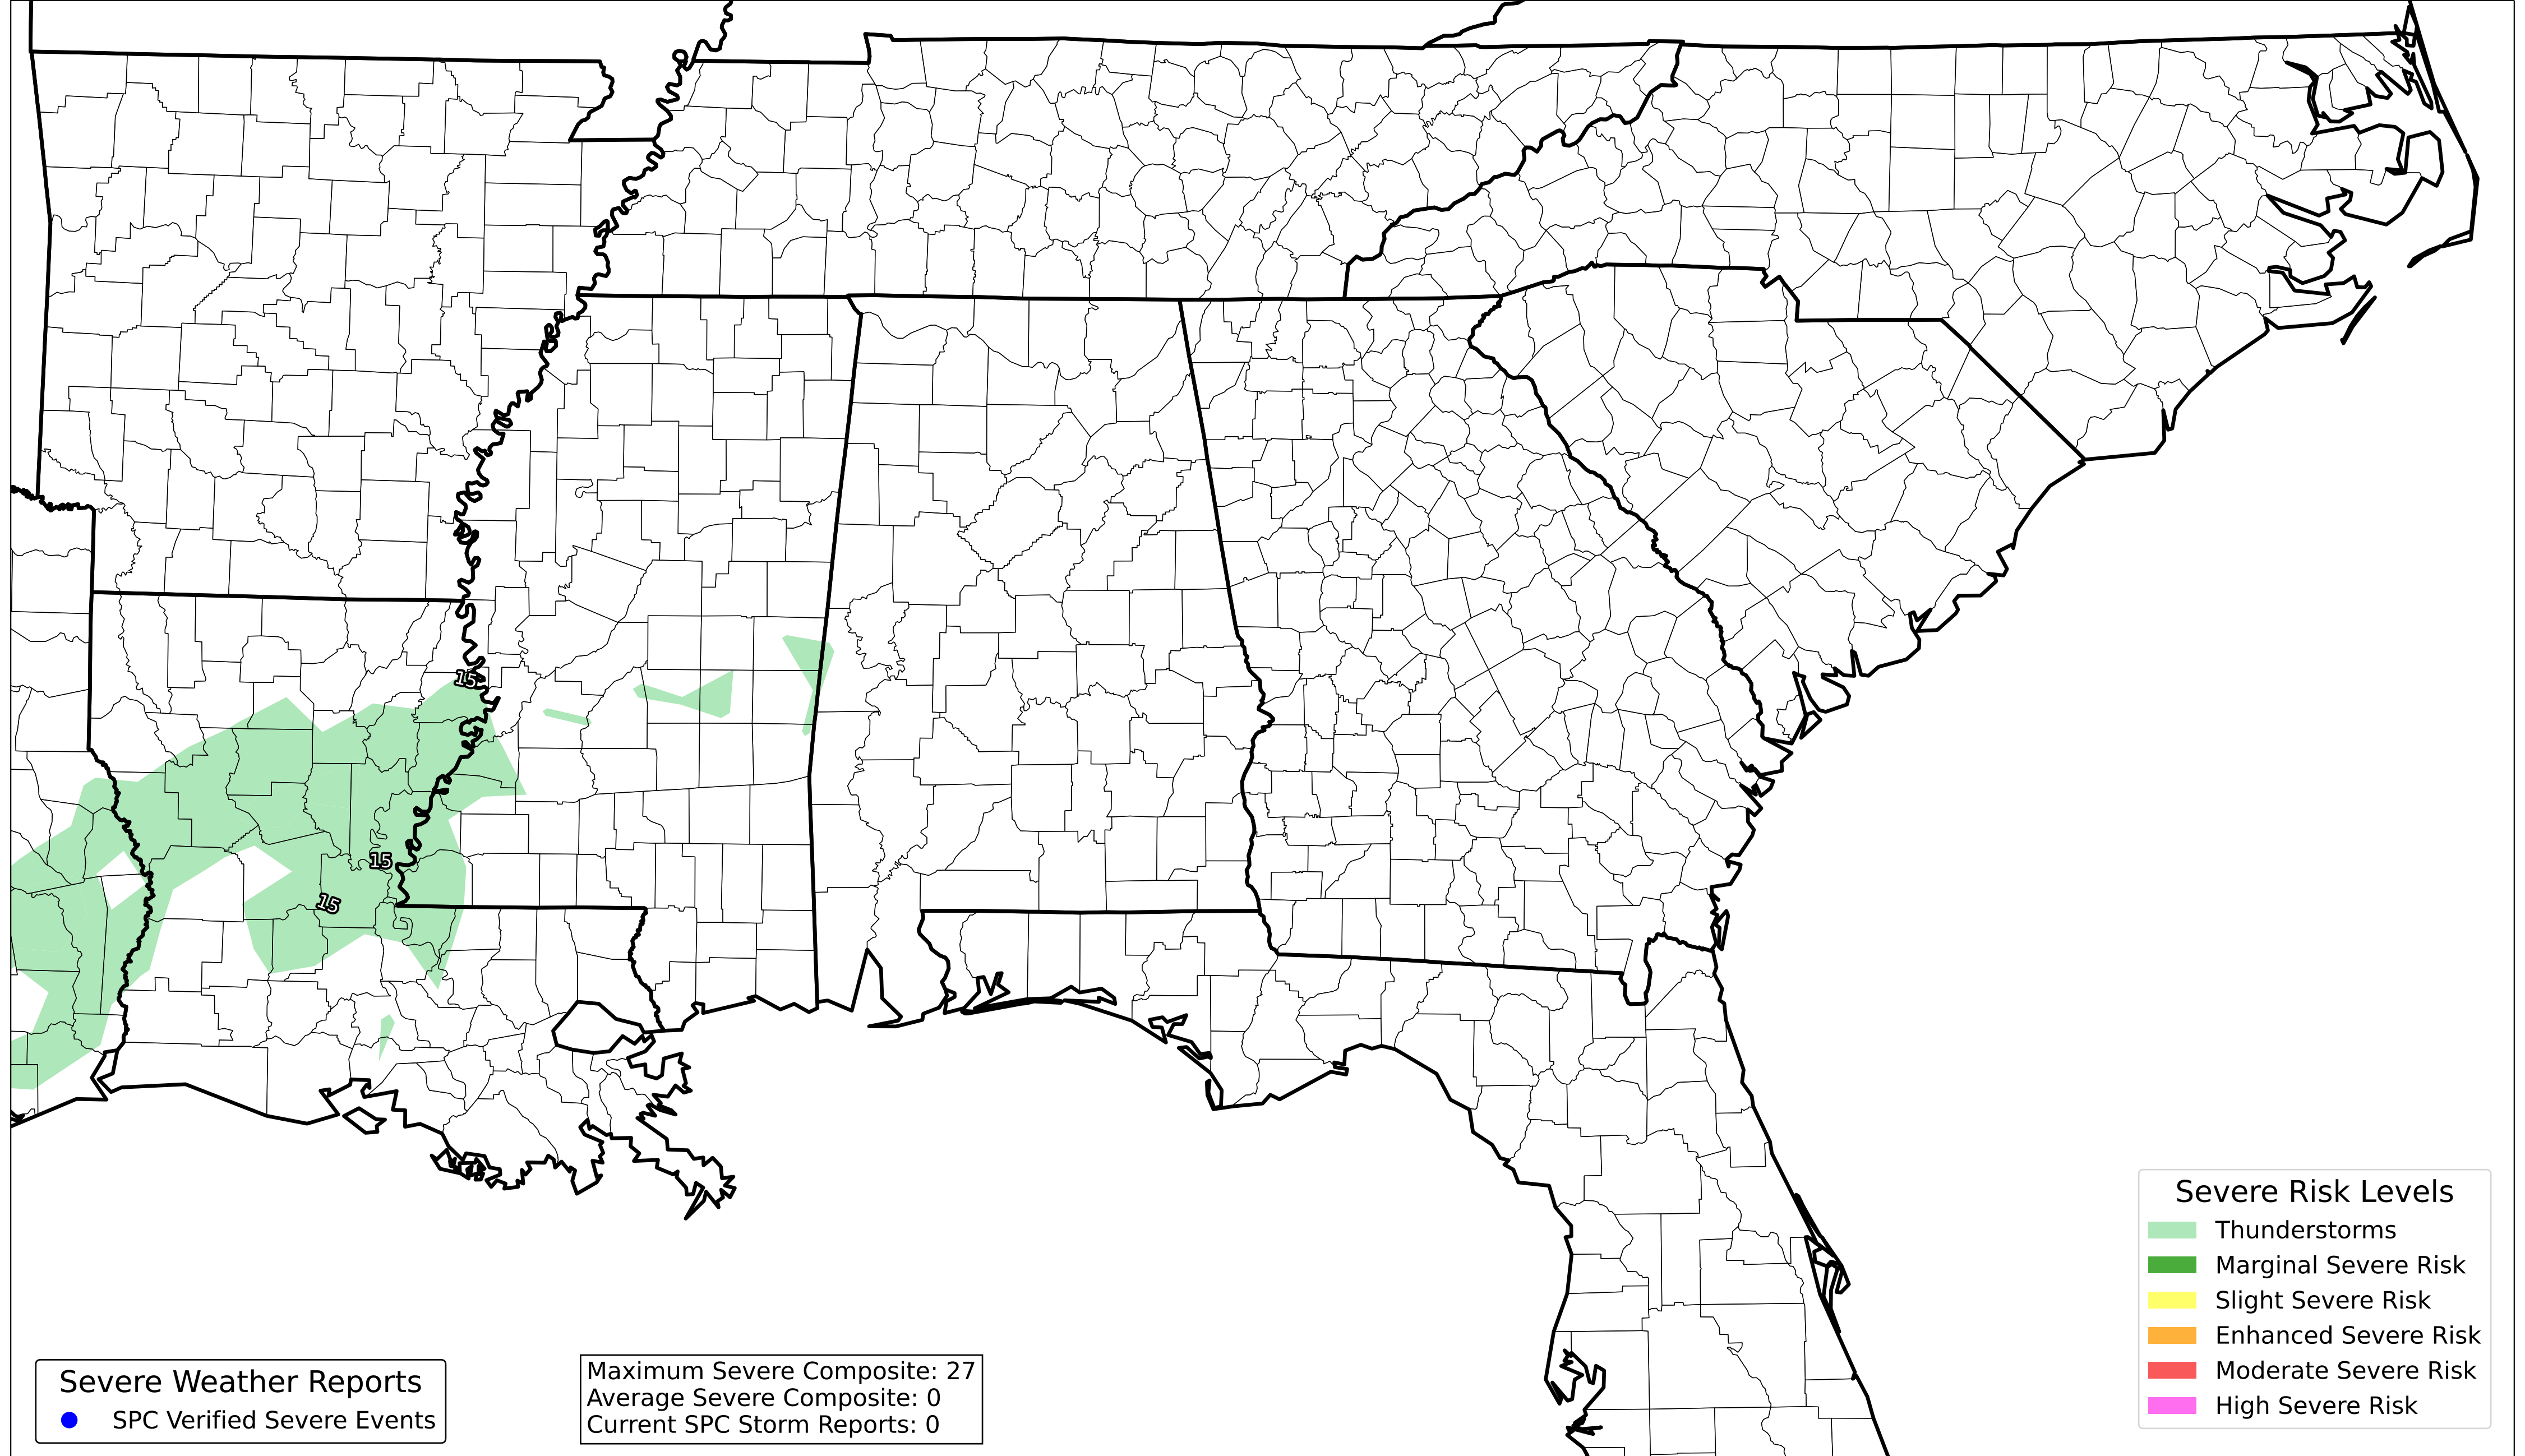 15
15
15
Severe Risk Levels
Thunderstorms
Marginal Severe Risk
Slight Severe Risk
Enhanced Severe Risk
Moderate Severe Risk
High Severe Risk
Severe Weather Reports
SPC Verified Severe Events
Maximum Severe Composite: 27
Average Severe Composite: 0
Current SPC Storm Reports: 0